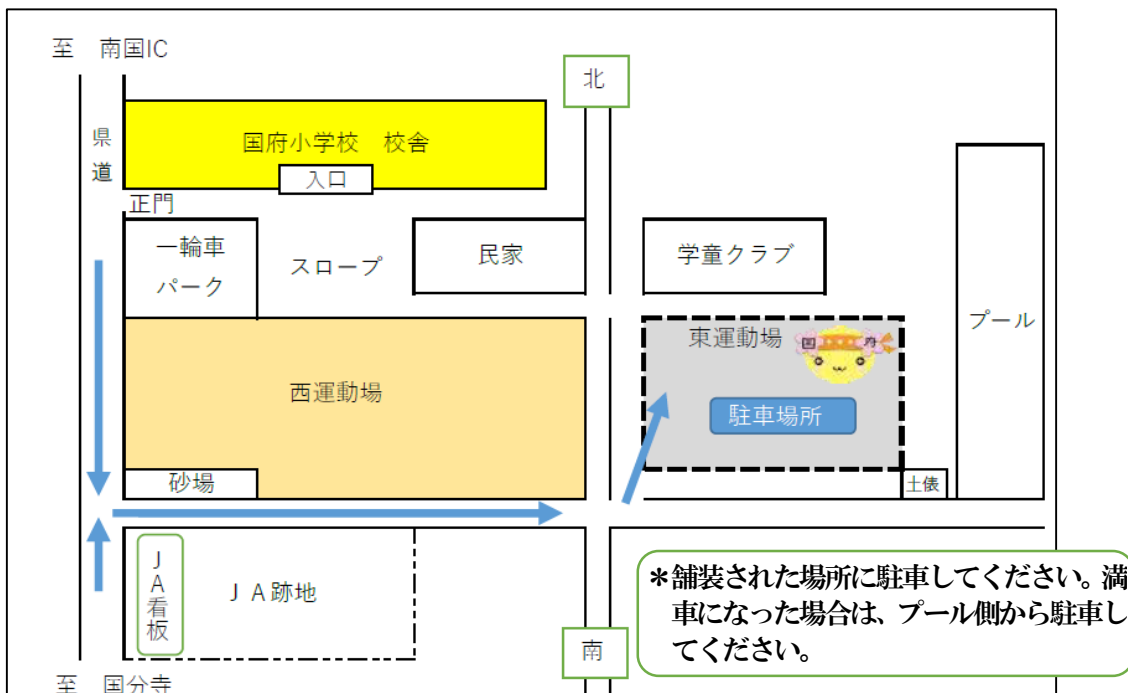 至 南国IC
北
県道
国府小学校 校舎
入口
正門
一輪車
パーク
スロープ
民家
学童クラブ
プール
東運動場
国 府
西運動場
駐車場所
砂場
土俵
JA看板
JA跡地
*舗装された場所に駐車してください。満
車になった場合は、プール側から駐車し
てください。
南
至 国分寺